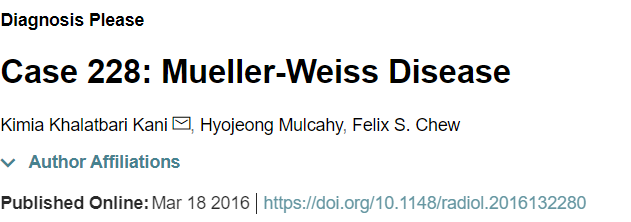 Diagnosis Please
Case 228: Mueller-Weiss Disease
Kimia Khalatbari Kani, Hyojeong Mulcahy, Felix S. Chew
Author Affiliations
Published Online: Mar 18 2016 | https://doi.org/10.1148/radiol.2016132280